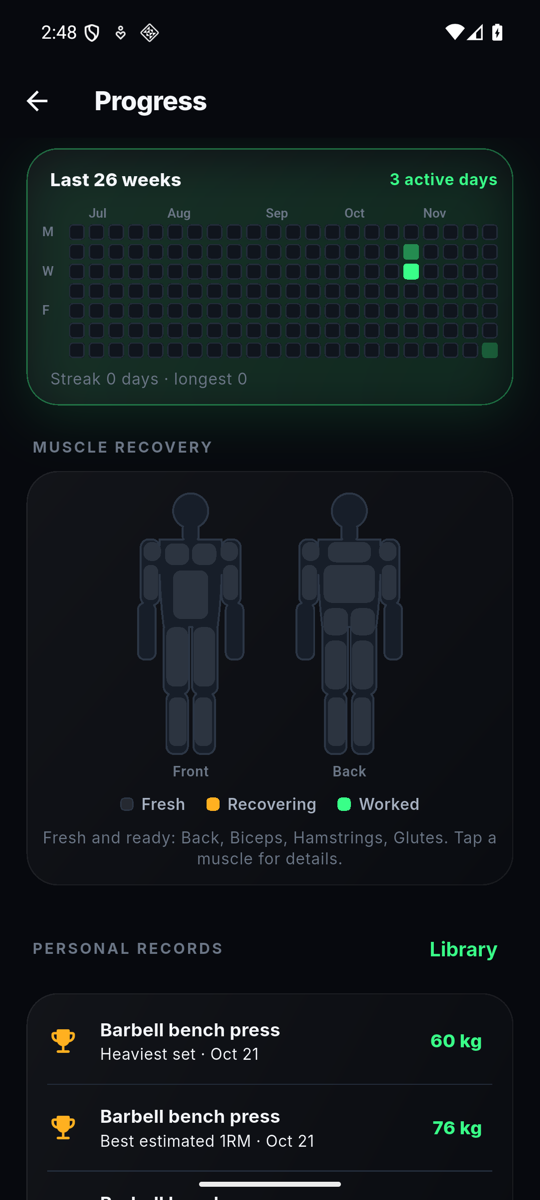 2:48
Progress
Last 26 weeks
3 active days
Jul Aug Sep Oct Nov
M
W
F
Streak 0 days · longest 0
MUSCLE RECOVERY
Front
Back
Fresh
Recovering
Worked
Fresh and ready: Back, Biceps, Hamstrings, Glutes. Tap a
muscle for details.
PERSONAL RECORDS
Library
Barbell bench press
Heaviest set · Oct 21
60 kg
Barbell bench press
Best estimated 1RM · Oct 21
76 kg